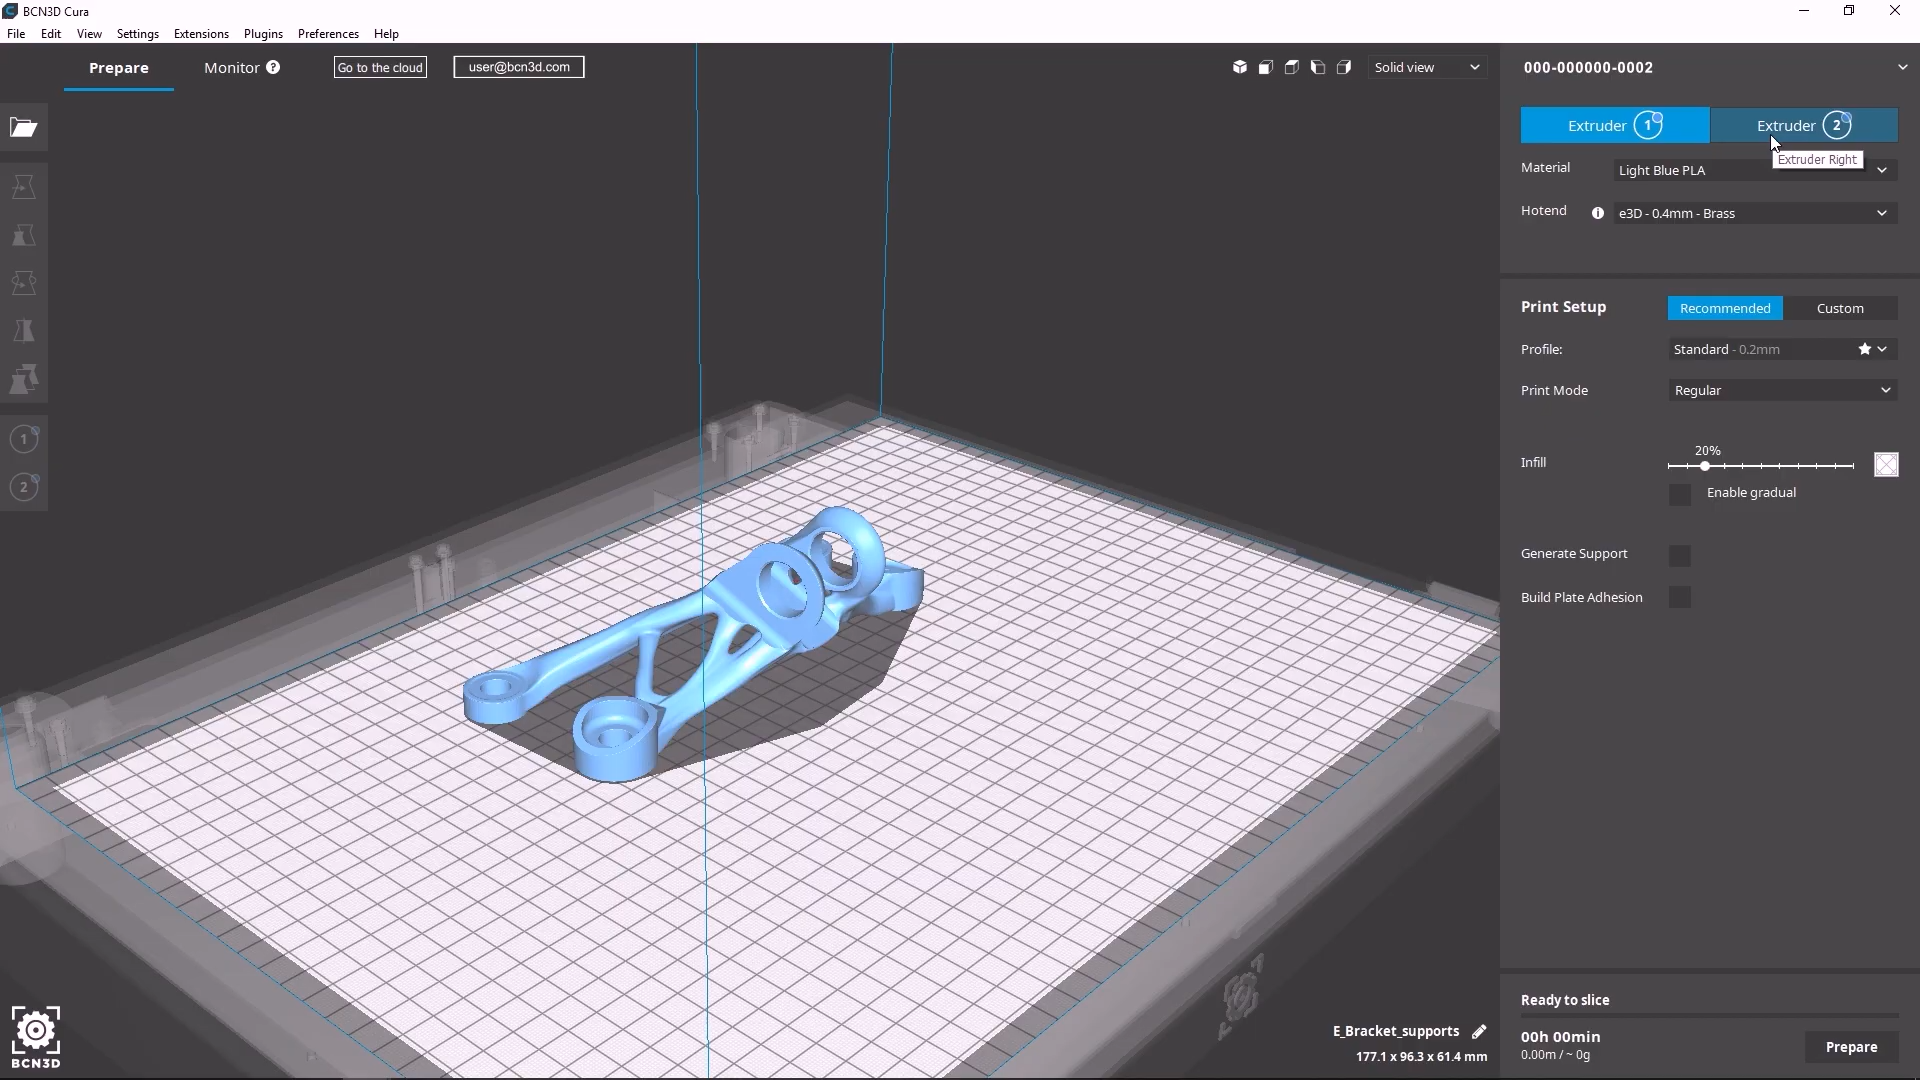 BCN3D Cura
File Edit View Settings Extensions Plugins Preferences Help
Prepare Monitor ? Go to the cloud user@bcn3d.com Solid view 000-000000-0002
Extruder 1 Extruder 2
Extruder Right
Material Light Blue PLA
Hotend i e3D - 0.4mm - Brass
Print Setup Recommended Custom
Profile: Standard - 0.2mm
Print Mode Regular
20%
Infill
Enable gradual
Generate Support
Build Plate Adhesion
1
2
Ready to slice
E_Bracket_supports
00h 00min
177.1 x 96.3 x 61.4 mm
0.00m / ~ 0g
Prepare
BCN3D